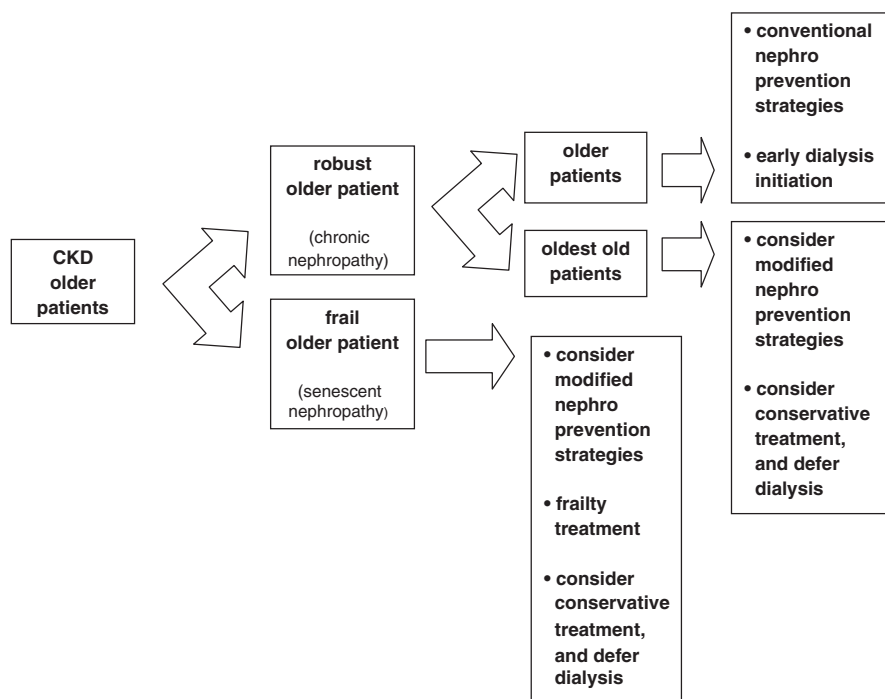 CKD
older
patients
robust
older patient
(chronic
nephropathy)
frail
older patient
(senescent
nephropathy)
older
patients
oldest old
patients
• conventional
nephro
prevention
strategies
• early dialysis
initiation
• consider
modified
nephro
prevention
strategies
• consider
conservative
treatment,
and defer
dialysis
• consider
modified
nephro
prevention
strategies
• frailty
treatment
• consider
conservative
treatment,
and defer
dialysis